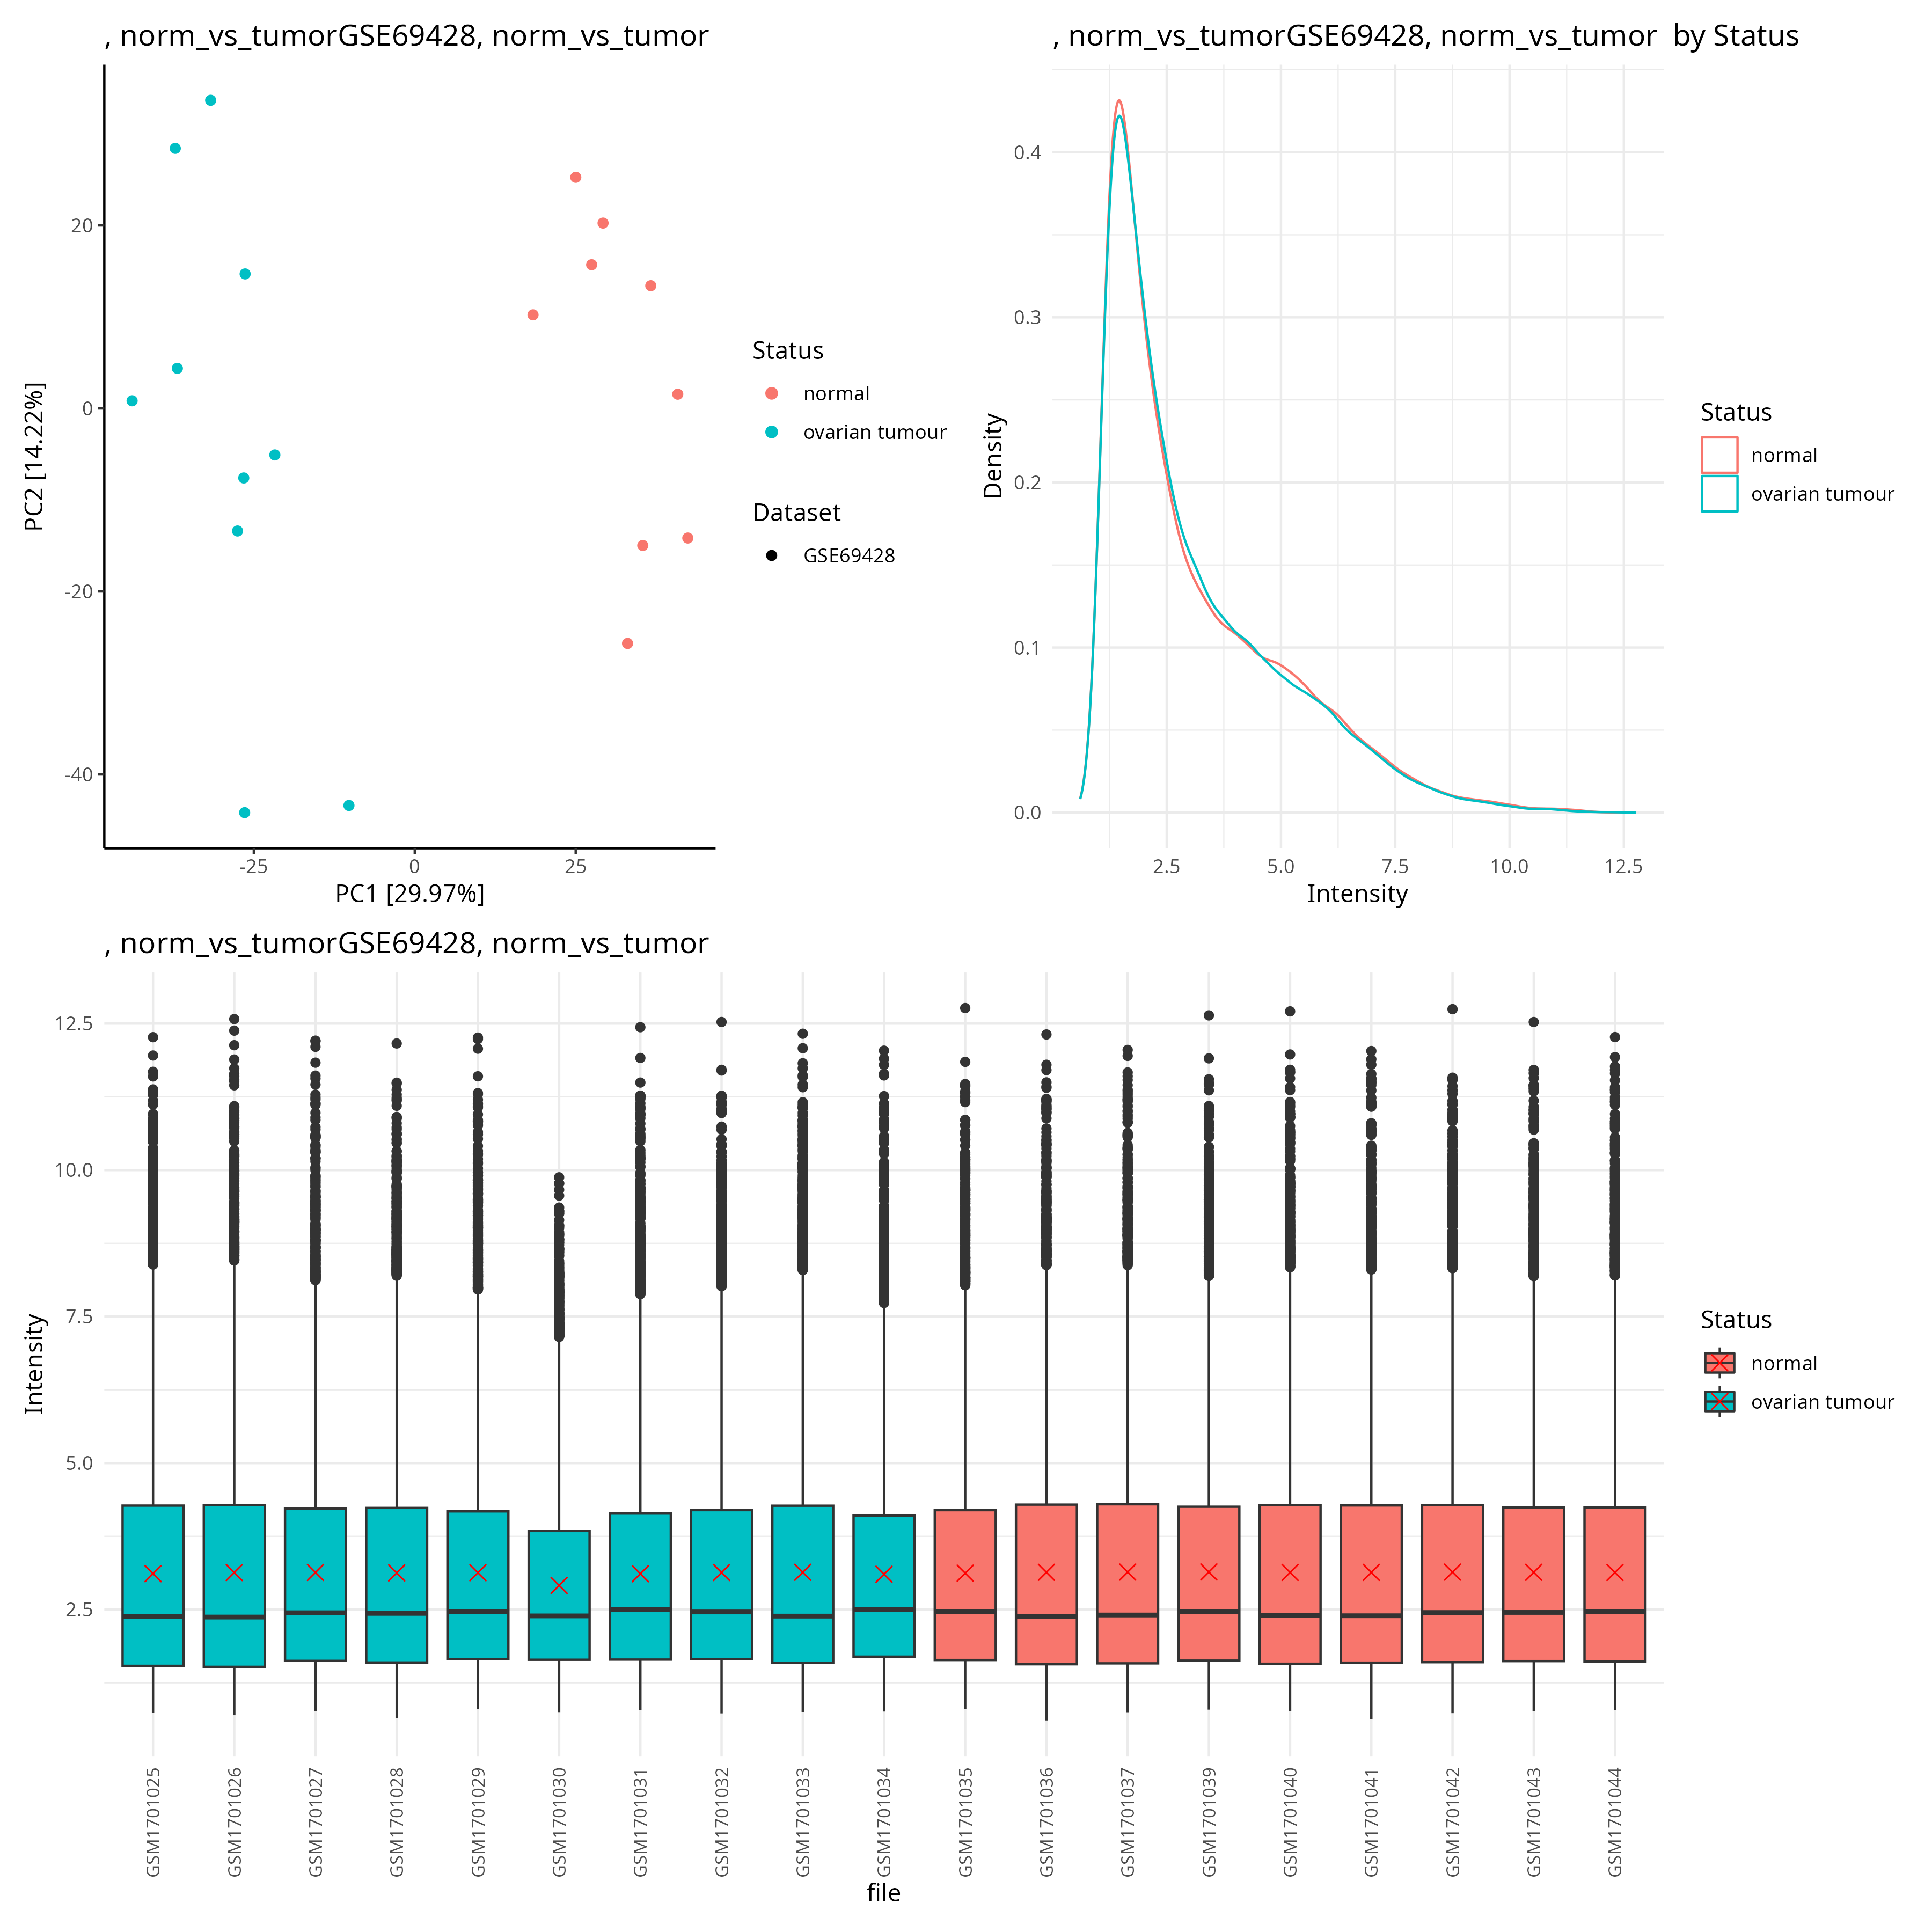 , norm_vs_tumorGSE69428, norm_vs_tumor
20
0
-20
-40
PC2 [14.22%]
-25
0
25
PC1 [29.97%]
Status
normal
ovarian tumour
Dataset
GSE69428
, norm_vs_tumorGSE69428, norm_vs_tumor  by Status
0.4
0.3
0.2
0.1
0.0
Density
2.5
5.0
7.5
10.0
12.5
Intensity
Status
normal
ovarian tumour
, norm_vs_tumorGSE69428, norm_vs_tumor
12.5
10.0
7.5
5.0
2.5
Intensity
GSM1701025
GSM1701026
GSM1701027
GSM1701028
GSM1701029
GSM1701030
GSM1701031
GSM1701032
GSM1701033
GSM1701034
GSM1701035
GSM1701036
GSM1701037
GSM1701039
GSM1701040
GSM1701041
GSM1701042
GSM1701043
GSM1701044
file
Status
normal
ovarian tumour